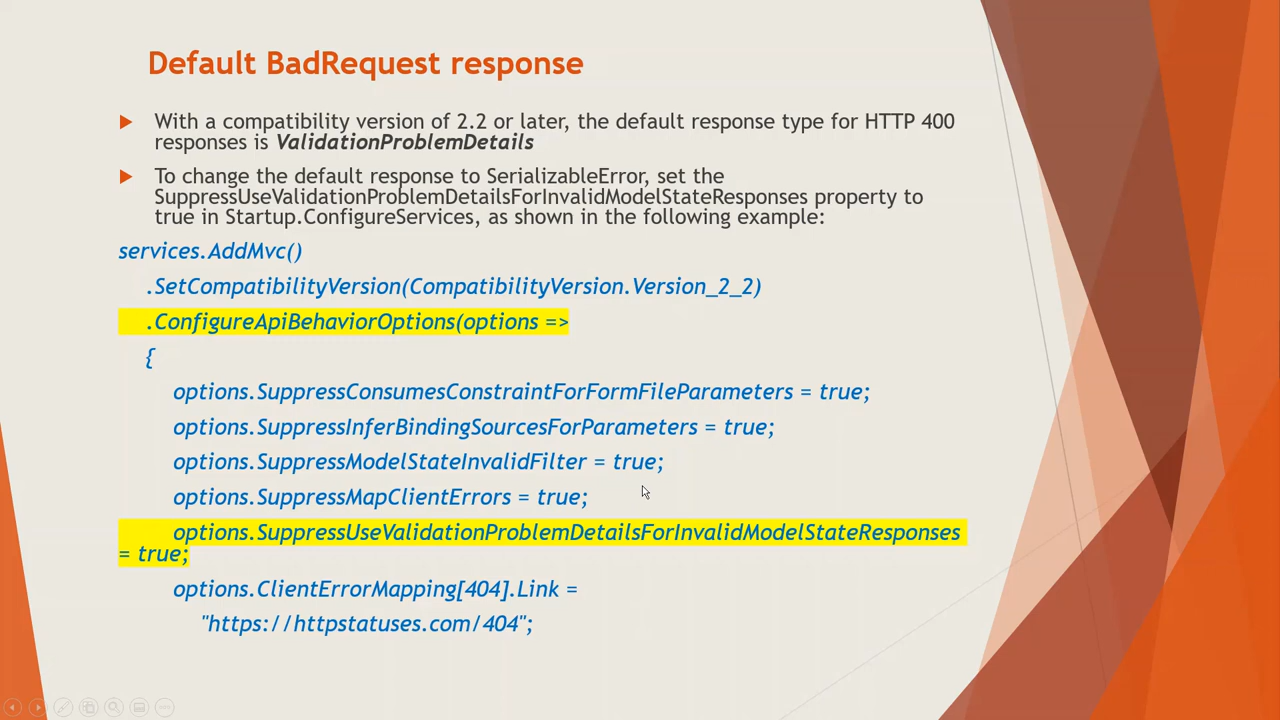 Default BadRequest response
With a compatibility version of 2.2 or later, the default response type for HTTP 400
responses is ValidationProblemDetails
To change the default response to SerializableError, set the
SuppressUseValidationProblemDetailsForInvalidModelStateResponses property to
true in Startup.ConfigureServices, as shown in the following example:
services.AddMvc()
.SetCompatibilityVersion(CompatibilityVersion.Version_2_2)
.ConfigureApiBehaviorOptions(options =>
{
options.SuppressConsumesConstraintForFormFileParameters = true;
options.SuppressInferBindingSourcesForParameters = true;
options.SuppressModelStateInvalidFilter = true;
options.SuppressMapClientErrors = true;
options.SuppressUseValidationProblemDetailsForInvalidModelStateResponses
= true;
options.ClientErrorMapping[404].Link =
"https://httpstatuses.com/404";